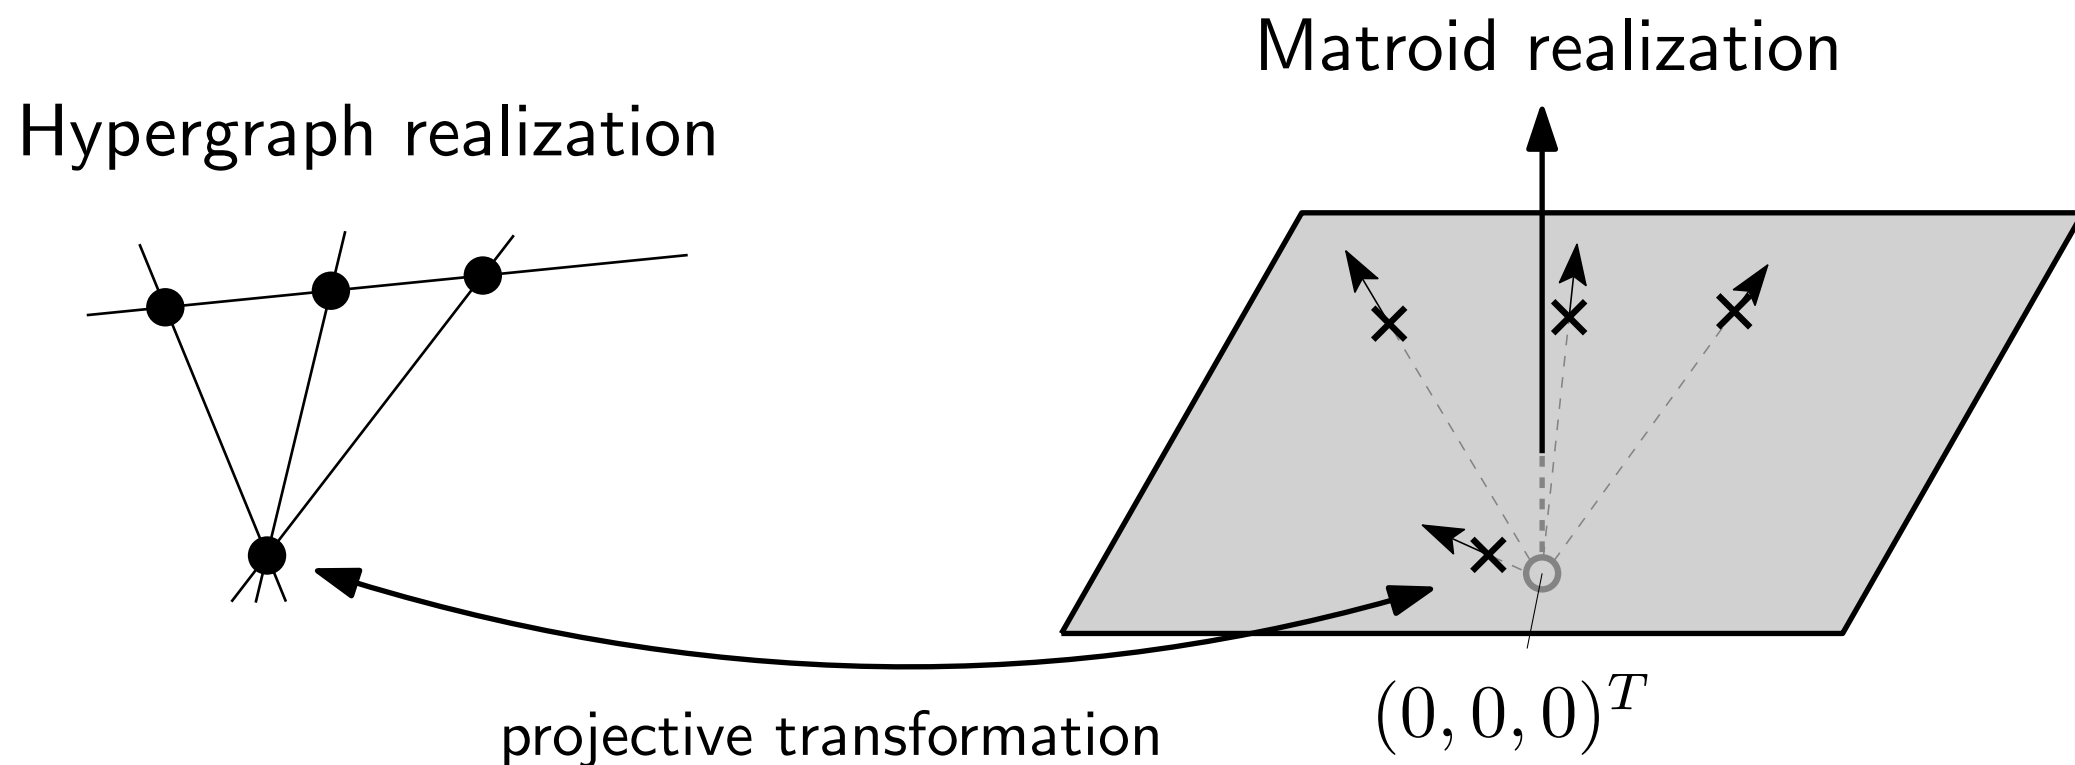 Matroid realization
Hypergraph realization
(0, 0, 0)^T
projective transformation